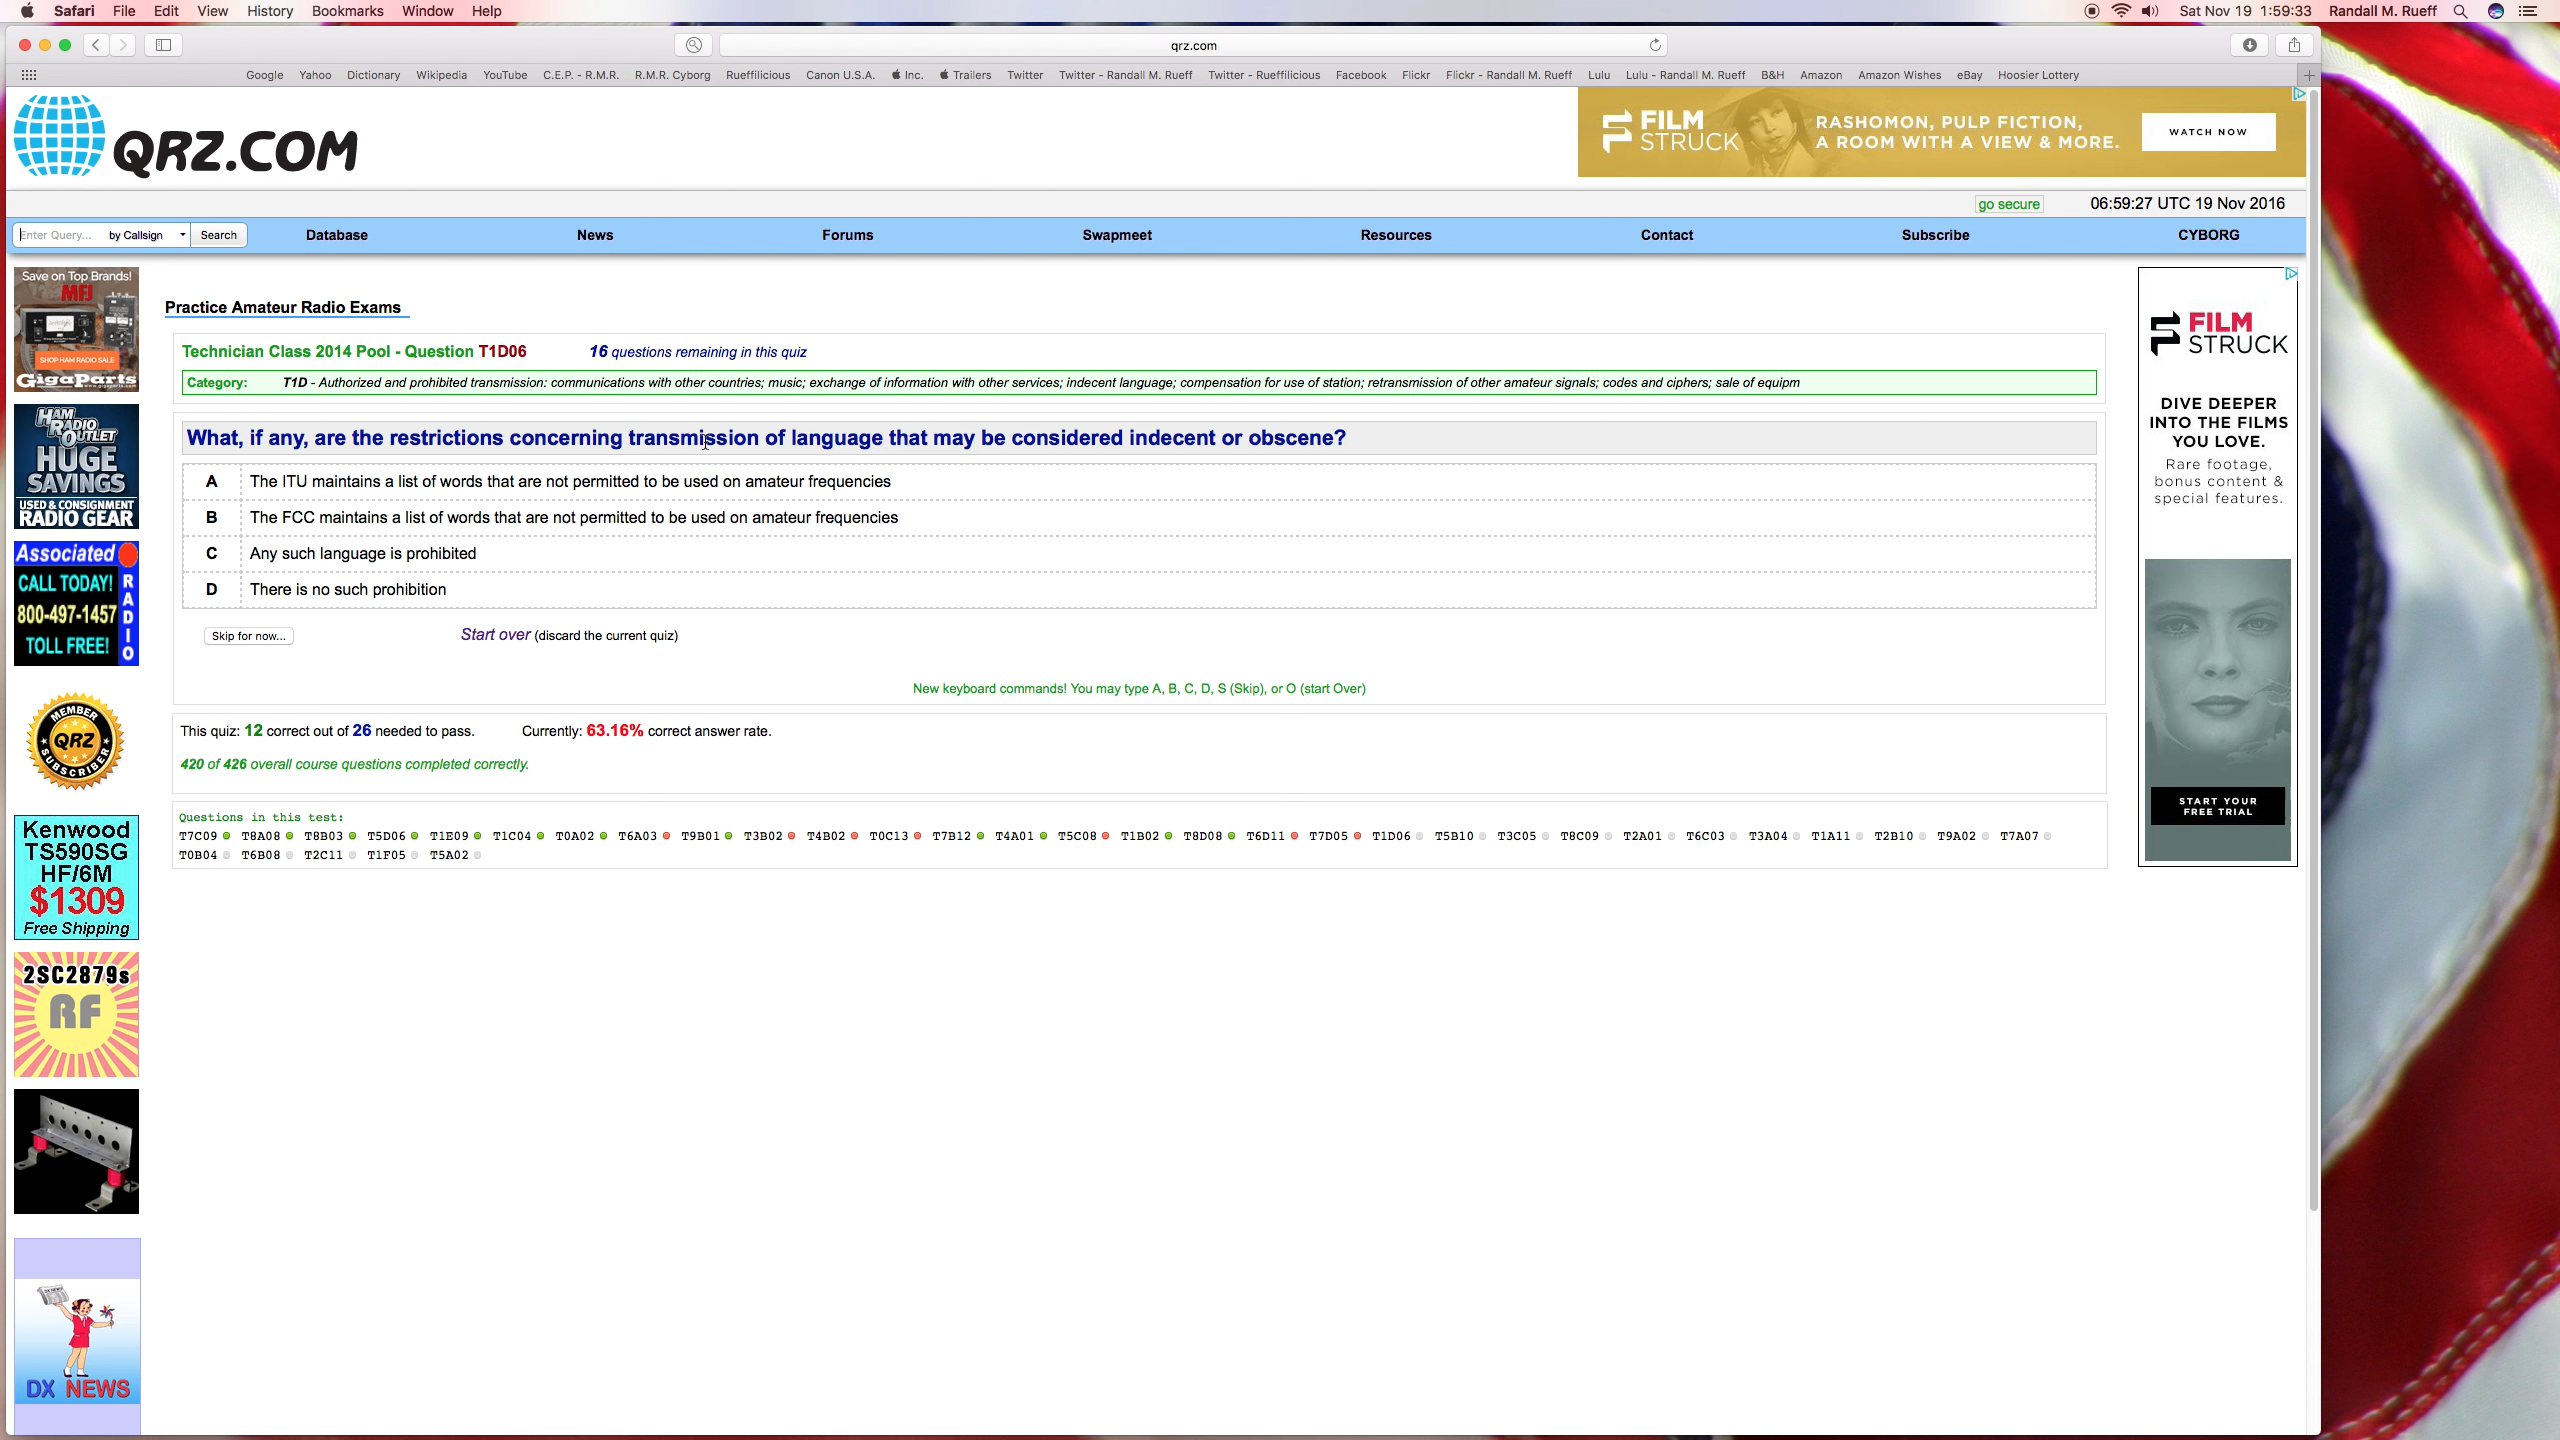 Safari File Edit View History Bookmarks Window Help
Sat Nov 19 1:59:33 Randall M. Rueff
qrz.com
Google Yahoo Dictionary Wikipedia YouTube C.E.P. - R.M.R. R.M.R. Cyborg Rueffilicious Canon U.S.A. Inc. Trailers Twitter Twitter - Randall M. Rueff Twitter - Rueffilicious Facebook Flickr Flickr - Randall M. Rueff Lulu Lulu - Randall M. Rueff B&H Amazon Amazon Wishes eBay Hoosier Lottery
QRZ.COM
FILM
STRUCK
RASHOMON, PULP FICTION,
A ROOM WITH A VIEW & MORE.
WATCH NOW
go secure 06:59:27 UTC 19 Nov 2016
Enter Query... by Callsign Search Database News Forums Swapmeet Resources Contact Subscribe CYBORG
Save on Top Brands!
MFJ
SHOP HAM RADIO SALE
GigaParts
HAM
RADIO
OUTLET
HUGE
SAVINGS
USED & CONSIGNMENT
RADIO GEAR
Associated
RADIO
CALL TODAY!
800-497-1457
TOLL FREE!
MEMBER
QRZ
SUBSCRIBER
Kenwood
TS590SG
HF/6M
$1309
Free Shipping
2SC2879s
RF
DX NEWS
Practice Amateur Radio Exams
Technician Class 2014 Pool - Question T1D06 16 questions remaining in this quiz
Category: T1D - Authorized and prohibited transmission: communications with other countries; music; exchange of information with other services; indecent language; compensation for use of station; retransmission of other amateur signals; codes and ciphers; sale of equipm
What, if any, are the restrictions concerning transmission of language that may be considered indecent or obscene?
A The ITU maintains a list of words that are not permitted to be used on amateur frequencies
B The FCC maintains a list of words that are not permitted to be used on amateur frequencies
C Any such language is prohibited
D There is no such prohibition
Skip for now... Start over (discard the current quiz)
New keyboard commands! You may type A, B, C, D, S (Skip), or O (start Over)
This quiz: 12 correct out of 26 needed to pass. Currently: 63.16% correct answer rate.
420 of 426 overall course questions completed correctly.
Questions in this test:
T7C09 T8A08 T8B03 T5D06 T1E09 T1C04 T0A02 T6A03 T9B01 T3B02 T4B02 T0C13 T7B12 T4A01 T5C08 T1B02 T8D08 T6D11 T7D05 T1D06 T5B10 T3C05 T8C09 T2A01 T6C03 T3A04 T1A11 T2B10 T9A02 T7A07
T0B04 T6B08 T2C11 T1F05 T5A02
FILM
STRUCK
DIVE DEEPER
INTO THE FILMS
YOU LOVE.
Rare footage,
bonus content &
special features.
START YOUR
FREE TRIAL